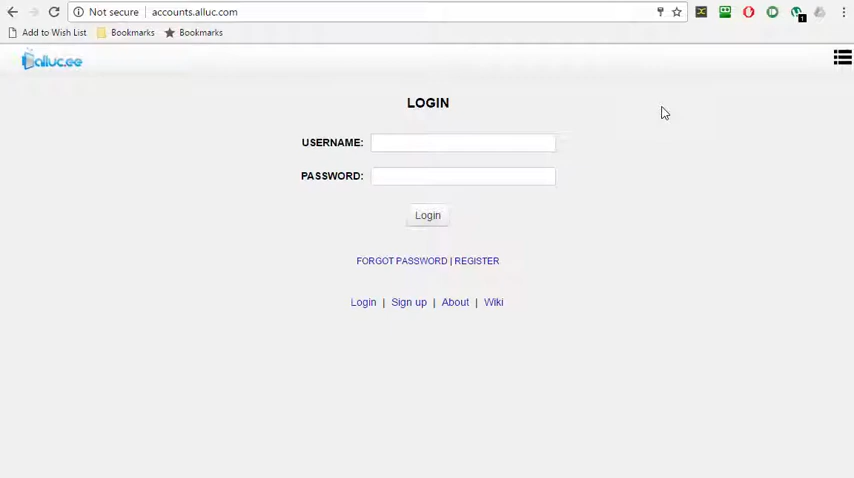 Not secure accounts.alluc.com
1
Add to Wish List Bookmarks Bookmarks
alluc.ee
LOGIN
USERNAME:
PASSWORD:
Login
FORGOT PASSWORD | REGISTER
Login | Sign up | About | Wiki